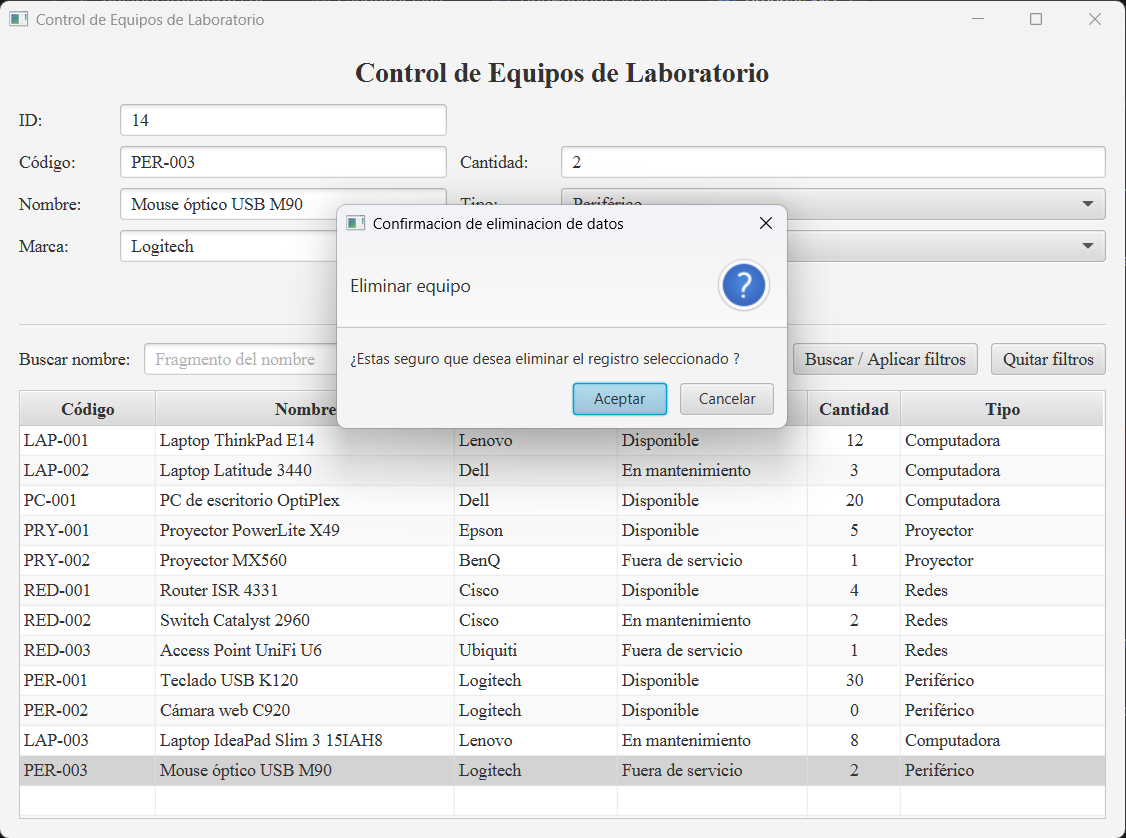 Control de Equipos de Laboratorio
Control de Equipos de Laboratorio
ID: 14
Código: PER-003 Cantidad: 2
Nombre: Mouse óptico USB M90 Tipo: Periférico
Marca: Logitech
Confirmacion de eliminacion de datos
Eliminar equipo
?
¿Estas seguro que desea eliminar el registro seleccionado ?
Aceptar Cancelar
Buscar nombre: Fragmento del nombre Buscar / Aplicar filtros Quitar filtros
Código Nombre Cantidad Tipo
LAP-001 Laptop ThinkPad E14 Lenovo Disponible 12 Computadora
LAP-002 Laptop Latitude 3440 Dell En mantenimiento 3 Computadora
PC-001 PC de escritorio OptiPlex Dell Disponible 20 Computadora
PRY-001 Proyector PowerLite X49 Epson Disponible 5 Proyector
PRY-002 Proyector MX560 BenQ Fuera de servicio 1 Proyector
RED-001 Router ISR 4331 Cisco Disponible 4 Redes
RED-002 Switch Catalyst 2960 Cisco En mantenimiento 2 Redes
RED-003 Access Point UniFi U6 Ubiquiti Fuera de servicio 1 Redes
PER-001 Teclado USB K120 Logitech Disponible 30 Periférico
PER-002 Cámara web C920 Logitech Disponible 0 Periférico
LAP-003 Laptop IdeaPad Slim 3 15IAH8 Lenovo En mantenimiento 8 Computadora
PER-003 Mouse óptico USB M90 Logitech Fuera de servicio 2 Periférico